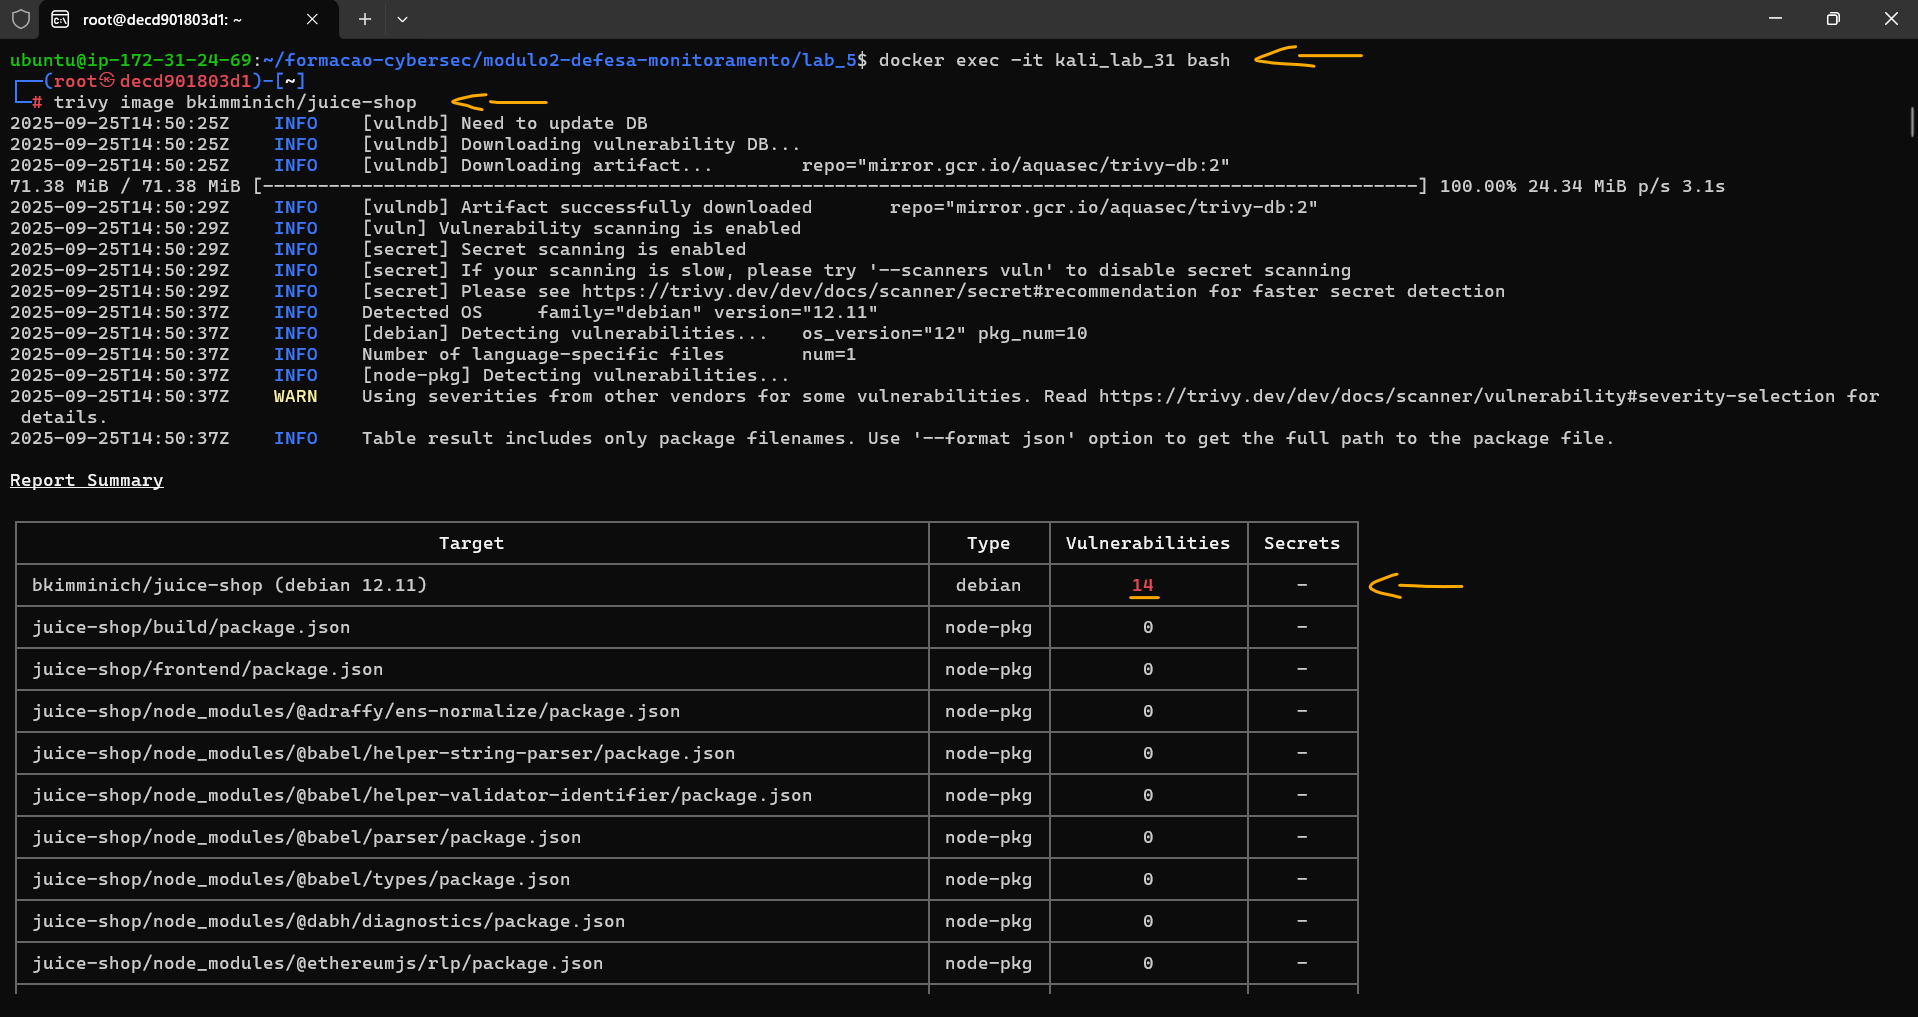 root@decd901803d1: ~
ubuntu@ip-172-31-24-69:~/formacao-cybersec/modulo2-defesa-monitoramento/lab_5$ docker exec -it kali_lab_31 bash
┌──(root㉿decd901803d1)-[~]
└─# trivy image bkimminich/juice-shop
2025-09-25T14:50:25Z INFO [vulndb] Need to update DB
2025-09-25T14:50:25Z INFO [vulndb] Downloading vulnerability DB...
2025-09-25T14:50:25Z INFO [vulndb] Downloading artifact... repo="mirror.gcr.io/aquasec/trivy-db:2"
71.38 MiB / 71.38 MiB [---------------------------------------------------------------------------------------------------------] 100.00% 24.34 MiB p/s 3.1s
2025-09-25T14:50:29Z INFO [vulndb] Artifact successfully downloaded repo="mirror.gcr.io/aquasec/trivy-db:2"
2025-09-25T14:50:29Z INFO [vuln] Vulnerability scanning is enabled
2025-09-25T14:50:29Z INFO [secret] Secret scanning is enabled
2025-09-25T14:50:29Z INFO [secret] If your scanning is slow, please try '--scanners vuln' to disable secret scanning
2025-09-25T14:50:29Z INFO [secret] Please see https://trivy.dev/dev/docs/scanner/secret#recommendation for faster secret detection
2025-09-25T14:50:37Z INFO Detected OS family="debian" version="12.11"
2025-09-25T14:50:37Z INFO [debian] Detecting vulnerabilities... os_version="12" pkg_num=10
2025-09-25T14:50:37Z INFO Number of language-specific files num=1
2025-09-25T14:50:37Z INFO [node-pkg] Detecting vulnerabilities...
2025-09-25T14:50:37Z WARN Using severities from other vendors for some vulnerabilities. Read https://trivy.dev/dev/docs/scanner/vulnerability#severity-selection for
details.
2025-09-25T14:50:37Z INFO Table result includes only package filenames. Use '--format json' option to get the full path to the package file.
Report Summary
Target Type Vulnerabilities Secrets
bkimminich/juice-shop (debian 12.11) debian 14 -
juice-shop/build/package.json node-pkg 0 -
juice-shop/frontend/package.json node-pkg 0 -
juice-shop/node_modules/@adraffy/ens-normalize/package.json node-pkg 0 -
juice-shop/node_modules/@babel/helper-string-parser/package.json node-pkg 0 -
juice-shop/node_modules/@babel/helper-validator-identifier/package.json node-pkg 0 -
juice-shop/node_modules/@babel/parser/package.json node-pkg 0 -
juice-shop/node_modules/@babel/types/package.json node-pkg 0 -
juice-shop/node_modules/@dabh/diagnostics/package.json node-pkg 0 -
juice-shop/node_modules/@ethereumjs/rlp/package.json node-pkg 0 -